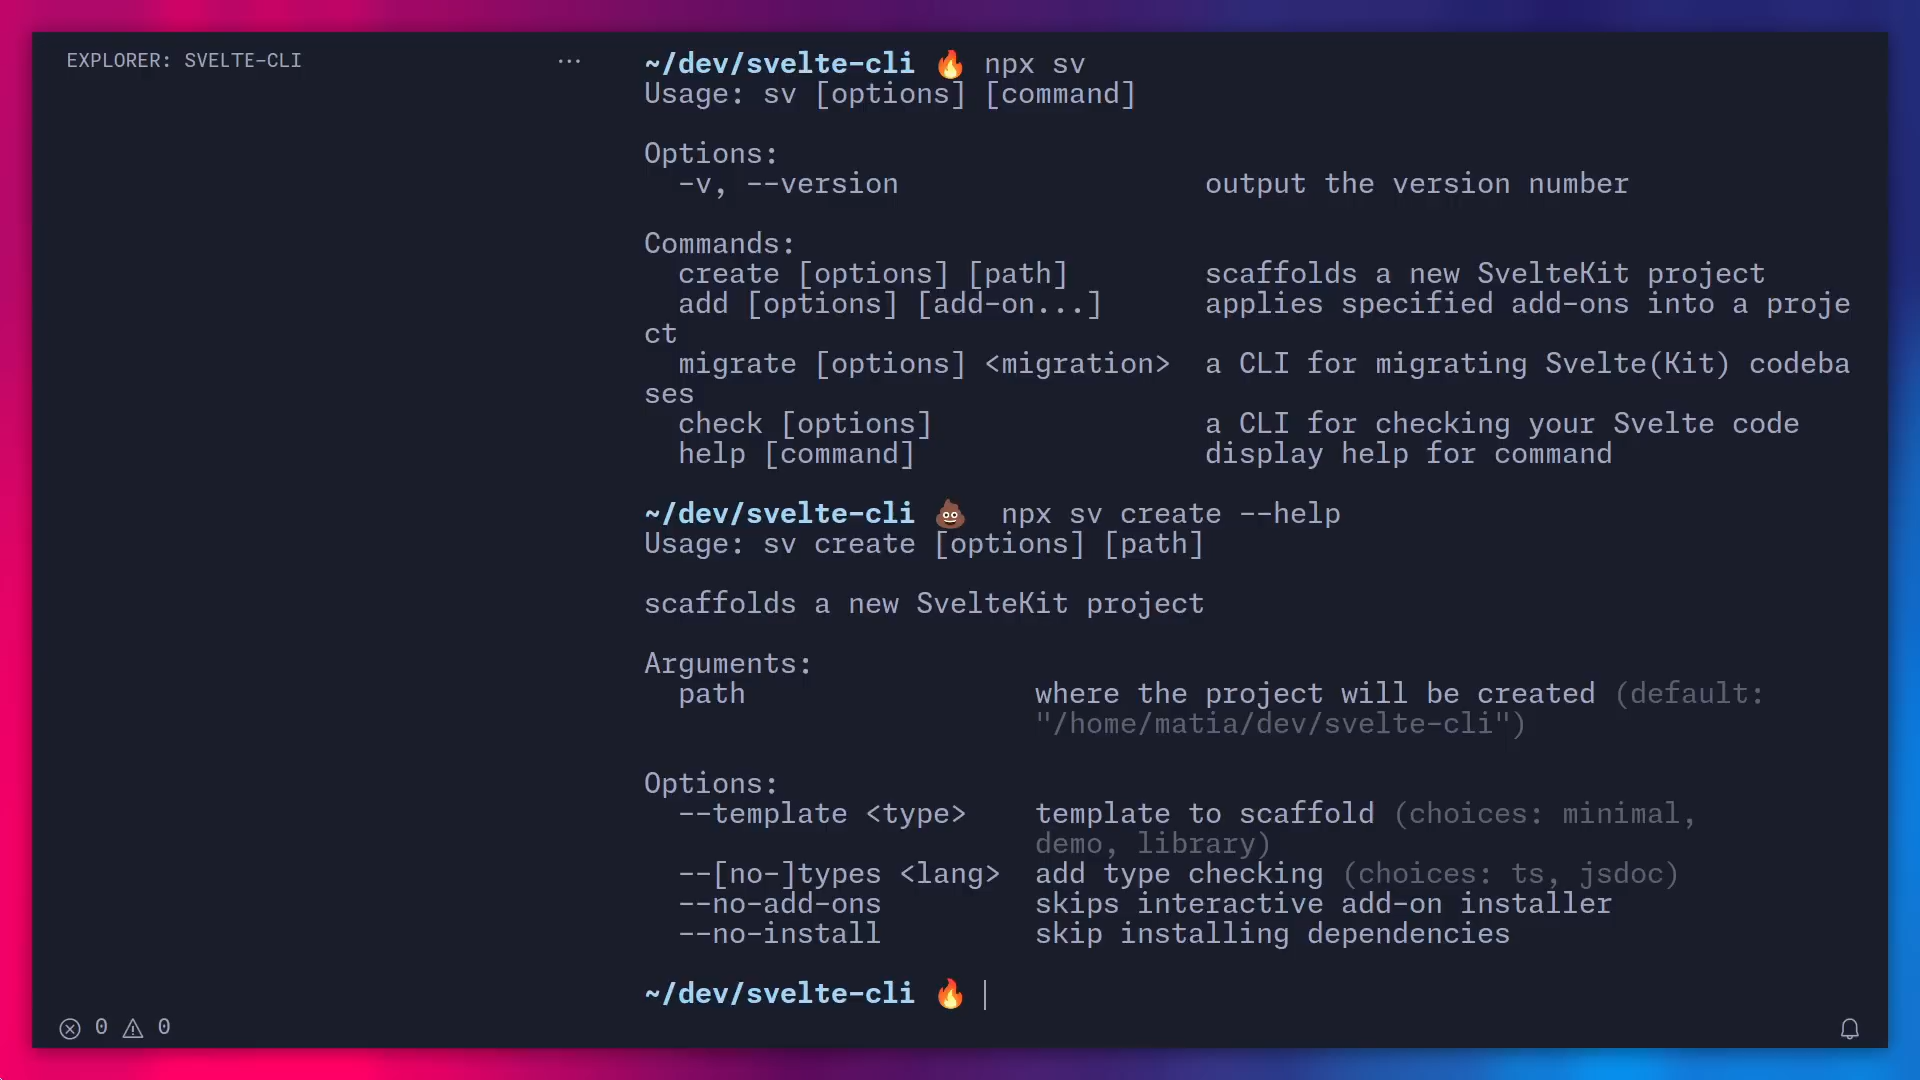 EXPLORER: SVELTE-CLI ...
~/dev/svelte-cli 🔥 npx sv
Usage: sv [options] [command]
Options:
-v, --version output the version number
Commands:
create [options] [path] scaffolds a new SvelteKit project
add [options] [add-on...] applies specified add-ons into a proje
ct
migrate [options] <migration> a CLI for migrating Svelte(Kit) codeba
ses
check [options] a CLI for checking your Svelte code
help [command] display help for command
~/dev/svelte-cli 💩 npx sv create --help
Usage: sv create [options] [path]
scaffolds a new SvelteKit project
Arguments:
path where the project will be created (default:
"/home/matia/dev/svelte-cli")
Options:
--template <type> template to scaffold (choices: minimal,
demo, library)
--[no-]types <lang> add type checking (choices: ts, jsdoc)
--no-add-ons skips interactive add-on installer
--no-install skip installing dependencies
~/dev/svelte-cli 🔥
0 0